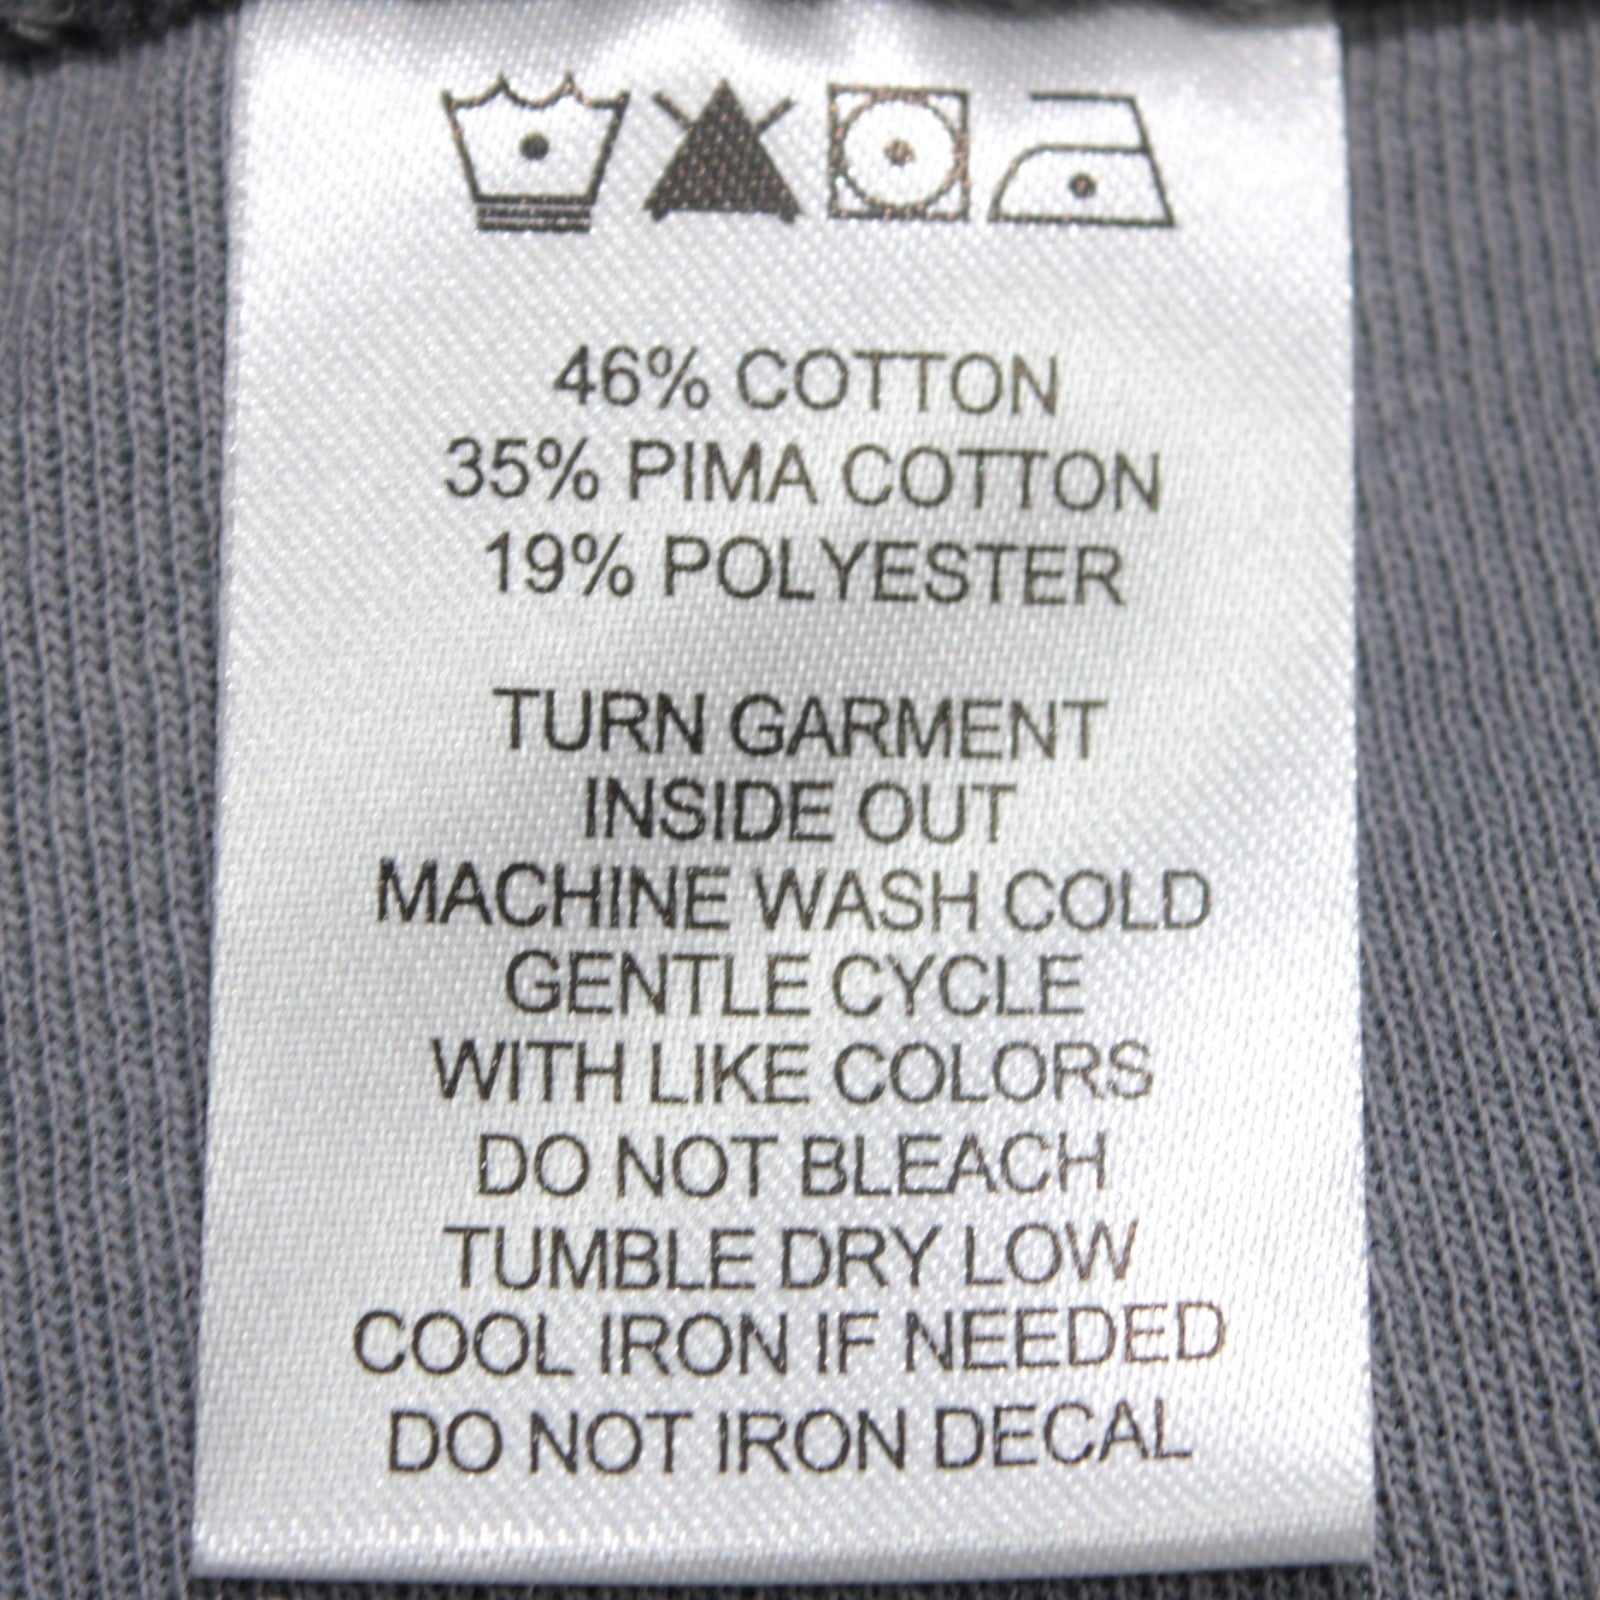 46% COTTON
35% PIMA COTTON
19% POLYESTER
TURN GARMENT
INSIDE OUT
MACHINE WASH COLD
GENTLE CYCLE
WITH LIKE COLORS
DO NOT BLEACH
TUMBLE DRY LOW
COOL IRON IF NEEDED
DO NOT IRON DECAL